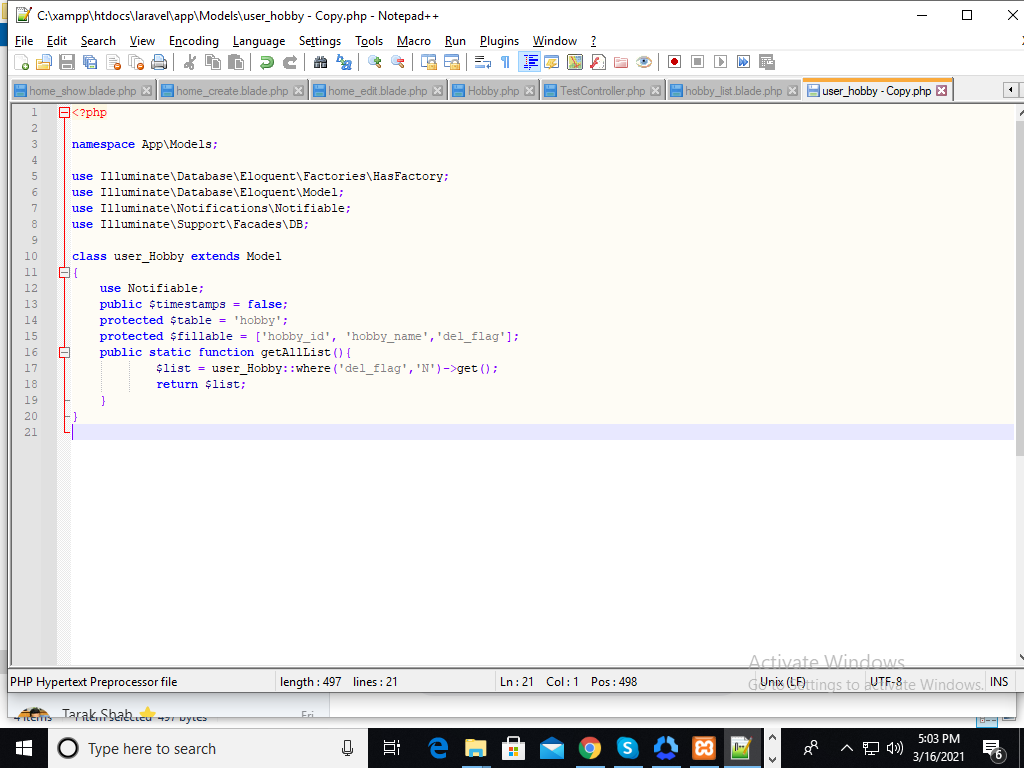 C:\xampp\htdocs\laravel\app\Models\user_hobby - Copy.php - Notepad++
File Edit Search View Encoding Language Settings Tools Macro Run Plugins Window ?
home_show.blade.php home_create.blade.php home_edit.blade.php Hobby.php TestController.php hobby_list.blade.php user_hobby - Copy.php
1 <?php
2
3 namespace App\Models;
4
5 use Illuminate\Database\Eloquent\Factories\HasFactory;
6 use Illuminate\Database\Eloquent\Model;
7 use Illuminate\Notifications\Notifiable;
8 use Illuminate\Support\Facades\DB;
9
10 class user_Hobby extends Model
11 {
12 use Notifiable;
13 public $timestamps = false;
14 protected $table = 'hobby';
15 protected $fillable = ['hobby_id', 'hobby_name','del_flag'];
16 public static function getAllList(){
17 $list = user_Hobby::where('del_flag','N')->get();
18 return $list;
19 }
20 }
21
Activate Windows
Go to Settings to activate Windows.
PHP Hypertext Preprocessor file length : 497 lines : 21 Ln : 21 Col : 1 Pos : 498 Unix (LF) UTF-8 INS
Tarak Shah Fri
4 items 1 item selected 497 bytes
Type here to search
5:03 PM
3/16/2021
6